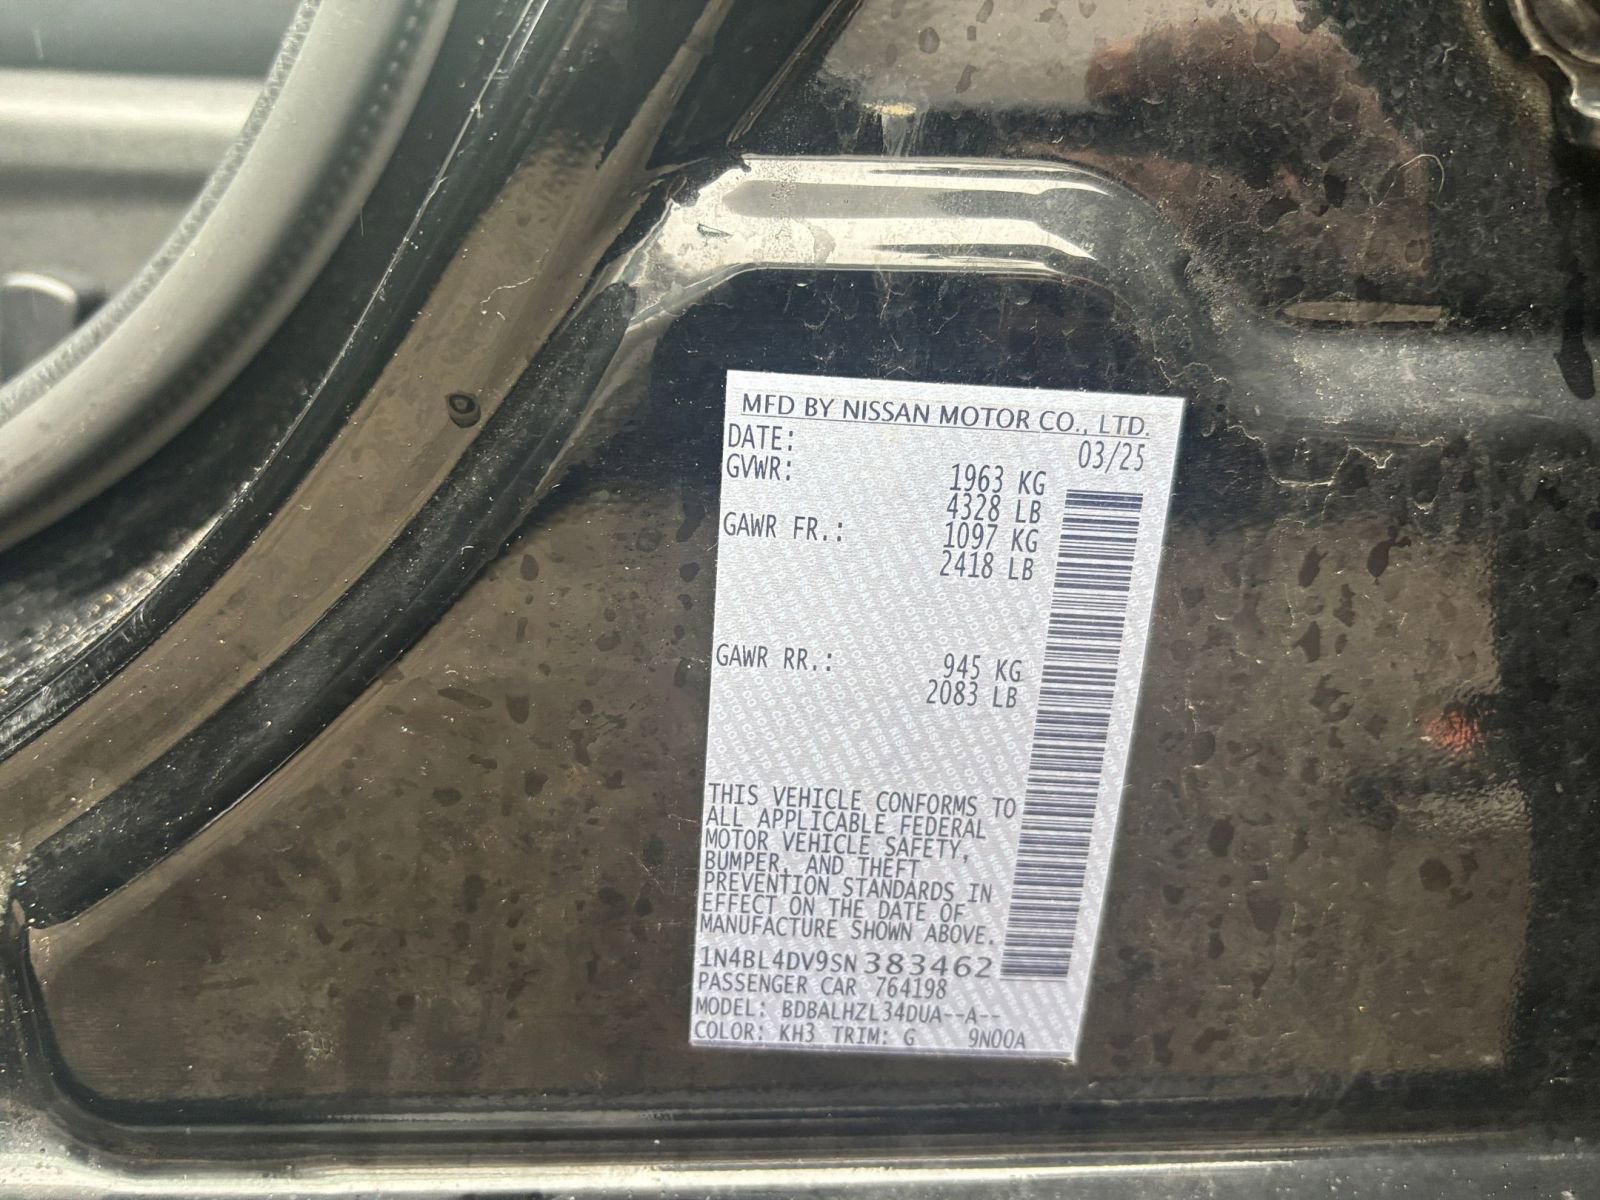 MFD BY NISSAN MOTOR CO., LTD.
DATE: 03/25
GVWR: 1963 KG
4328 LB
GAWR FR.: 1097 KG
2418 LB
GAWR RR.: 945 KG
2083 LB
THIS VEHICLE CONFORMS TO
ALL APPLICABLE FEDERAL
MOTOR VEHICLE SAFETY,
BUMPER, AND THEFT
PREVENTION STANDARDS IN
EFFECT ON THE DATE OF
MANUFACTURE SHOWN ABOVE.
1N4BL4DV9SN383462
PASSENGER CAR 764198
MODEL: BDBALHZL34DUA--A--
COLOR: KH3 TRIM: G 9N00A